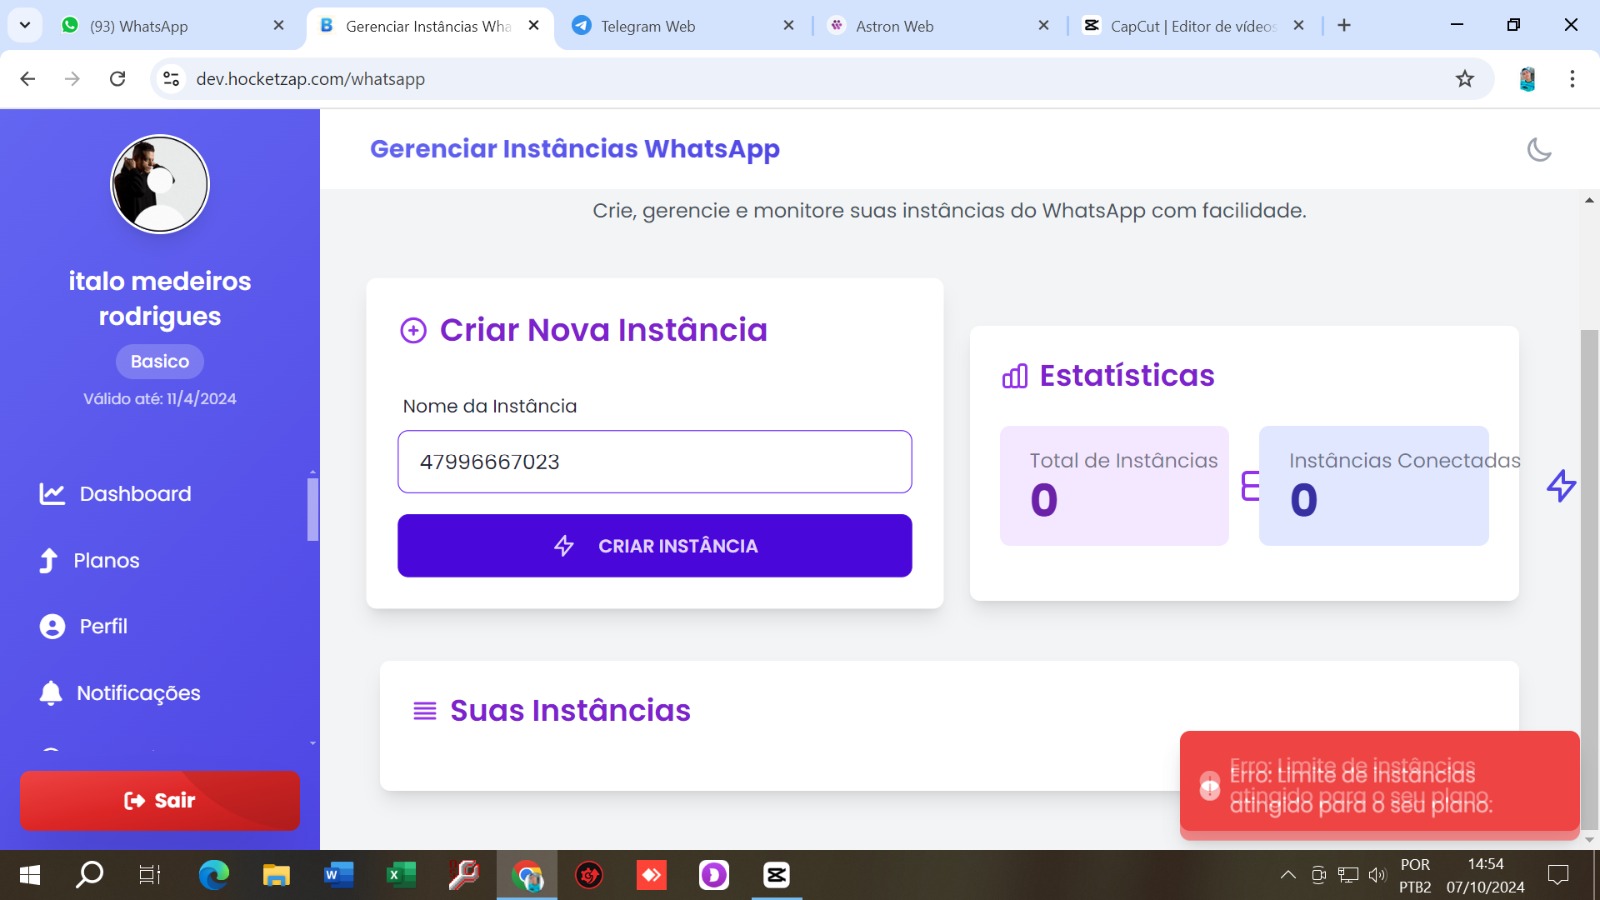 (93) WhatsApp
Gerenciar Instâncias Wha
Telegram Web
Astron Web
CapCut | Editor de vídeos
dev.hocketzap.com/whatsapp
italo medeiros
rodrigues
Basico
Válido até: 11/4/2024
Dashboard
Planos
Perfil
Notificações
Sair
Gerenciar Instâncias WhatsApp
Crie, gerencie e monitore suas instâncias do WhatsApp com facilidade.
Criar Nova Instância
Nome da Instância
47996667023
CRIAR INSTÂNCIA
Estatísticas
Total de Instâncias
0
Instâncias Conectadas
0
Suas Instâncias
Erro: Limite de instâncias
atingido para o seu plano.
POR
PTB2
14:54
07/10/2024